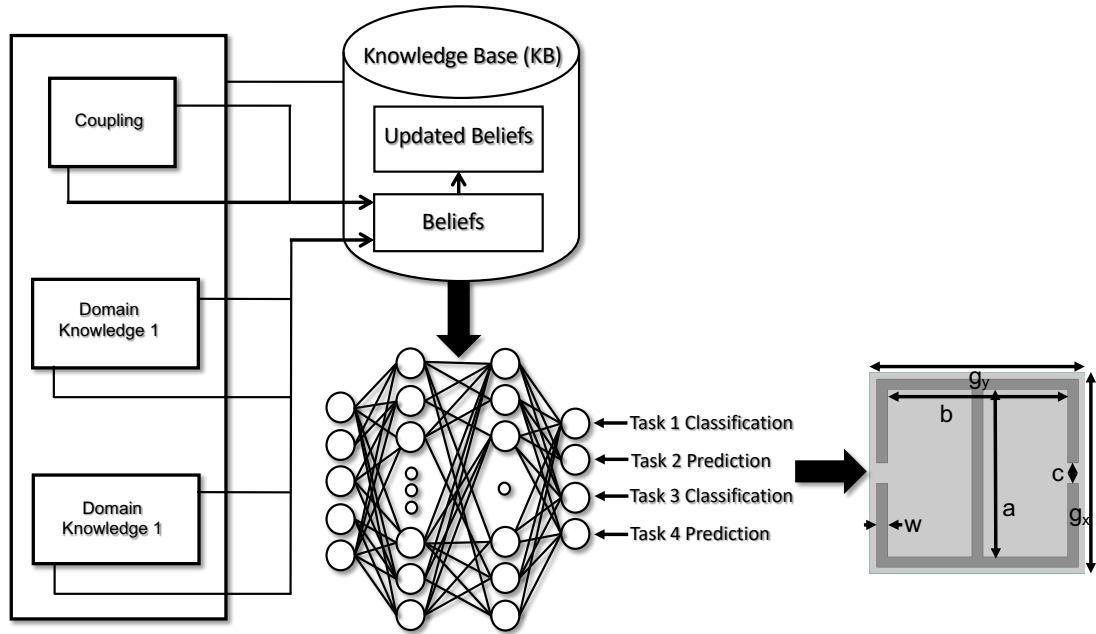 Knowledge Base (KB)
Coupling
Updated Beliefs
Beliefs
Domain
Knowledge 1
Domain
Knowledge 1
Task 1 Classification
Task 2 Prediction
Task 3 Classification
Task 4 Prediction
gy
b
c
a
gx
w